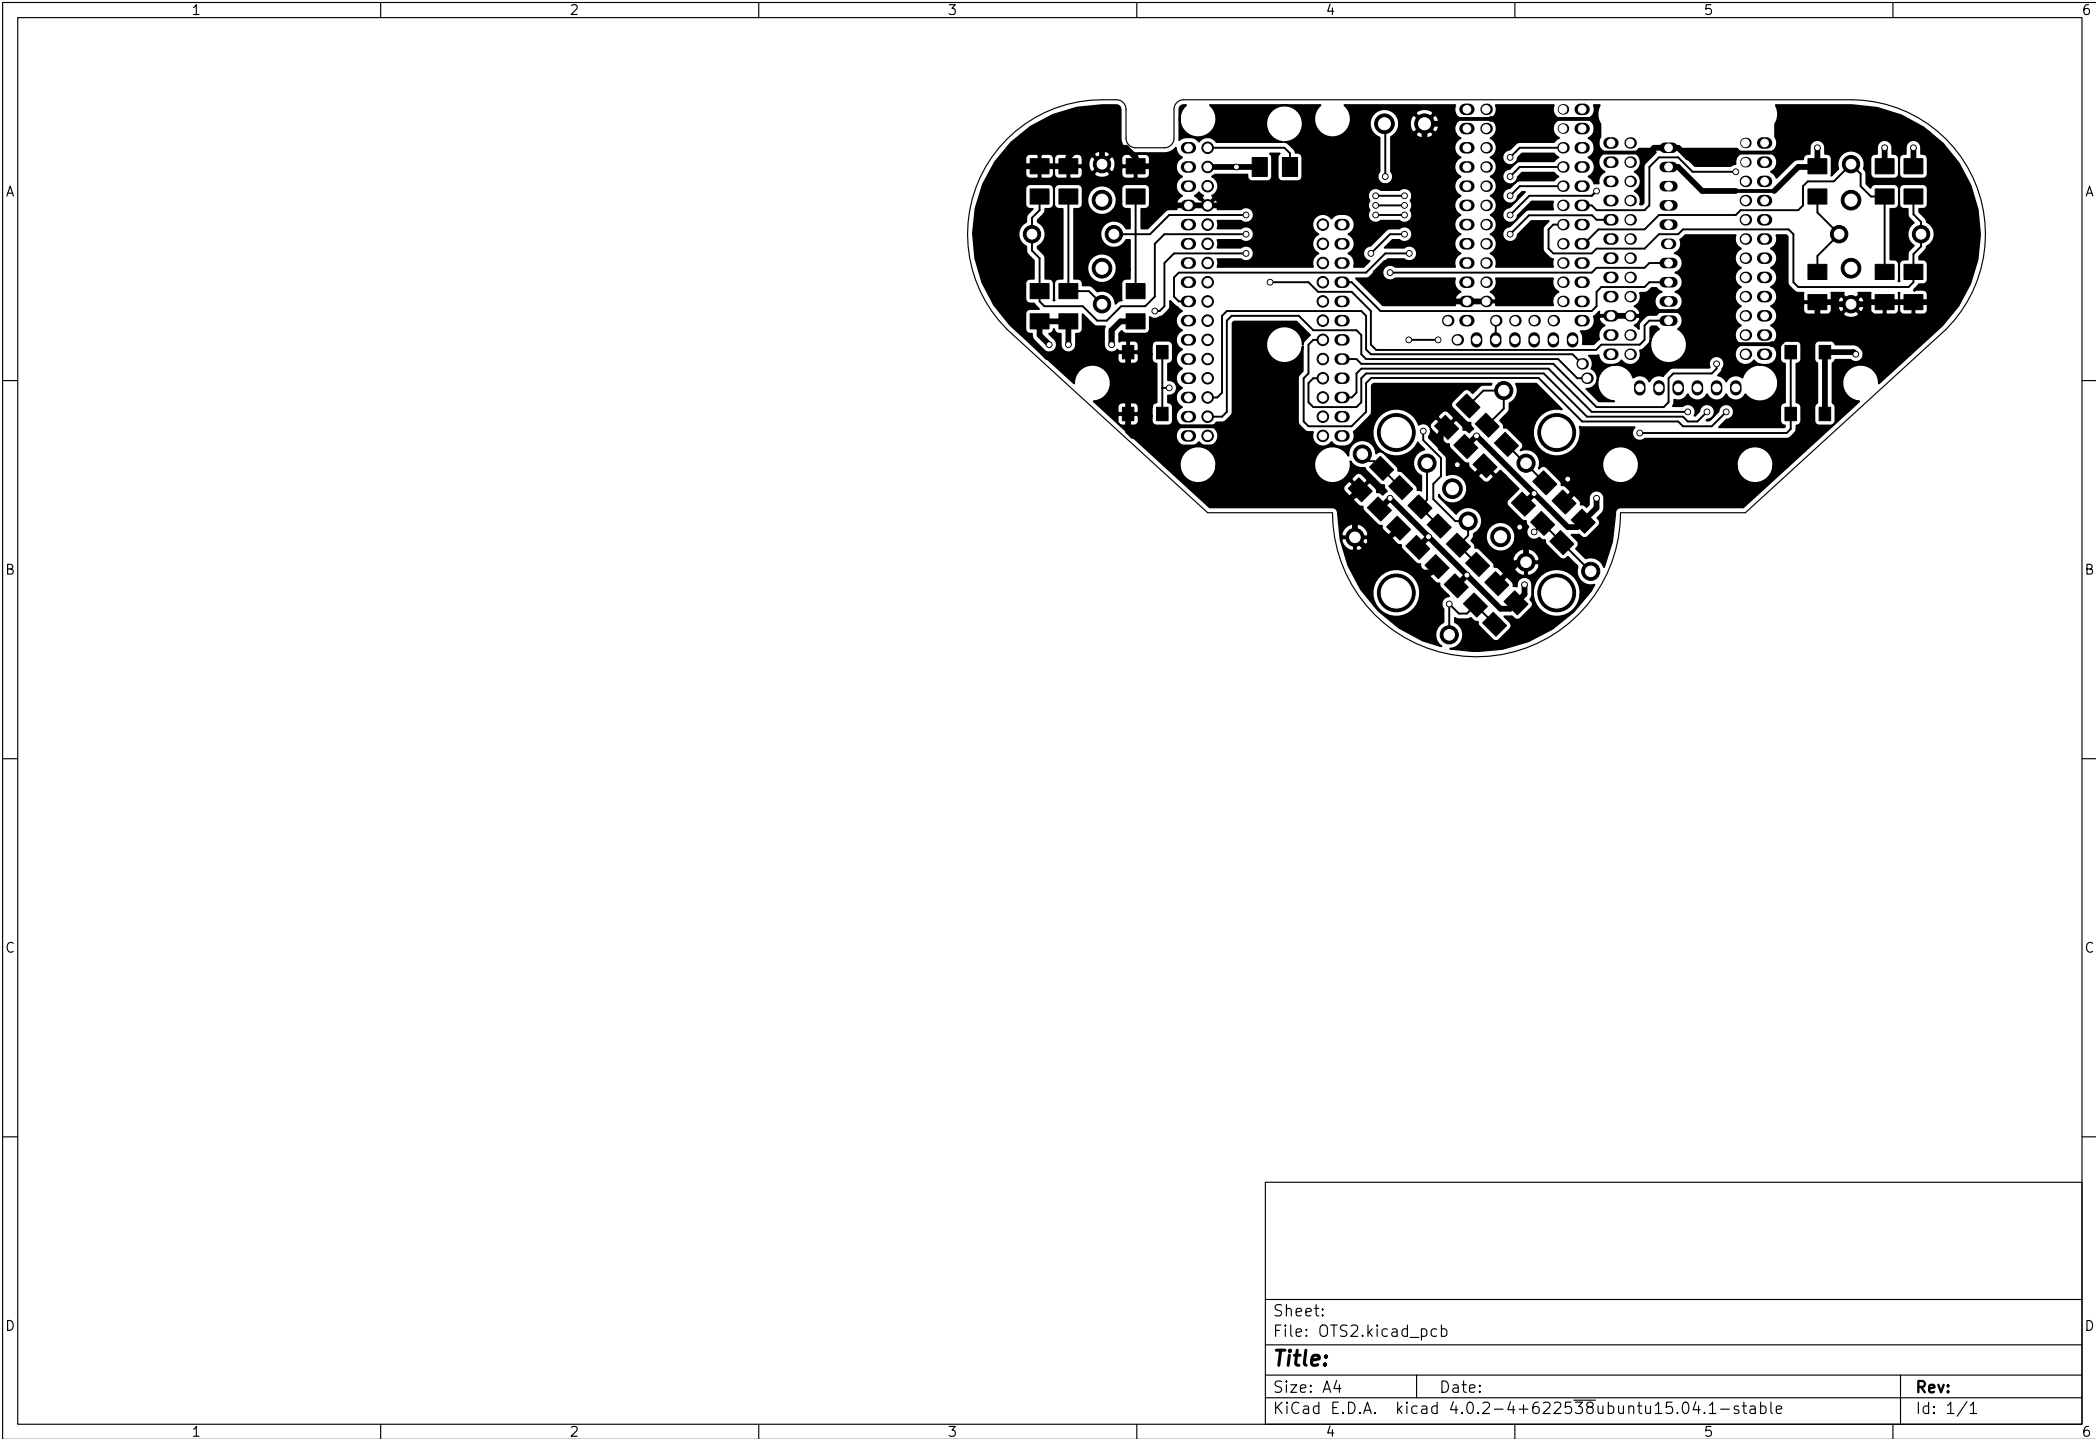 1 2 3 4 5 6
A A
B B
C C
D D
Sheet:
File: OTS2.kicad_pcb
Title:
Size: A4 Date: Rev:
KiCad E.D.A. kicad 4.0.2-4+622538ubuntu15.04.1-stable Id: 1/1
1 2 3 4 5 6